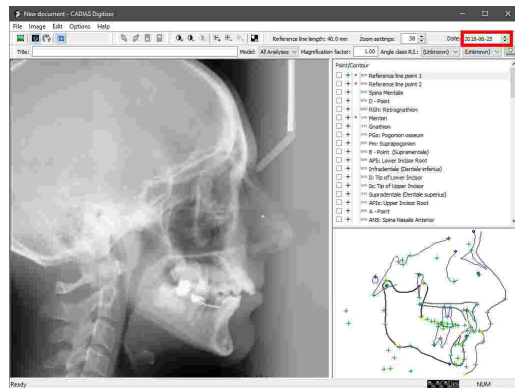 New document - CADIAS Digitizer
File Image Edit Options Help
Reference line length: 40.0 mm Zoom settings: 38 Date: 2018-06-25
Title: Model: All Analyses Magnification factor: 1.00 Angle class R/L: (Unknown) (Unknown)
Point/Contour
Reference line point 1
Reference line point 2
Spina Mentalis
D - Point
RGN: Retrognathion
Menton
Gnathion
PGo: Pogonion osseum
Pm: Suprapogonion
B - Point (Supramentale)
APIi: Lower Incisor Root
Infradentale (Dentale inferius)
Ii: Tip of Lower Incisor
Is: Tip of Upper Incisor
Supradentale (Dentale superius)
APIs: Upper Incisor Root
A - Point
ANS: Spina Nasalis Anterior
Ready NUM